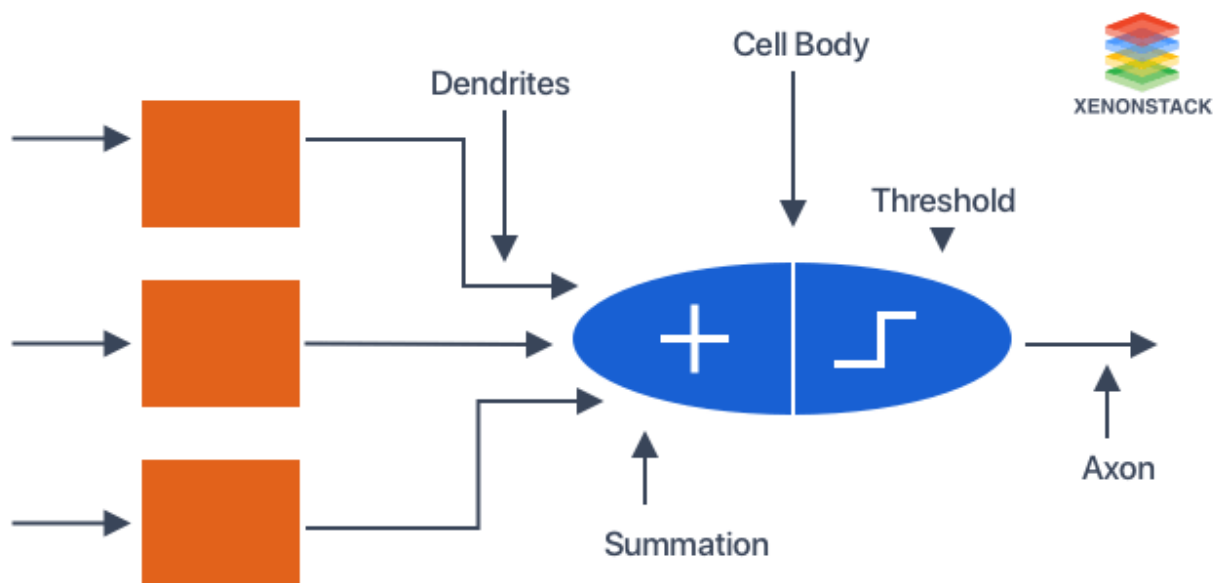 Cell Body
Dendrites
XENONSTACK
Threshold
Axon
Summation